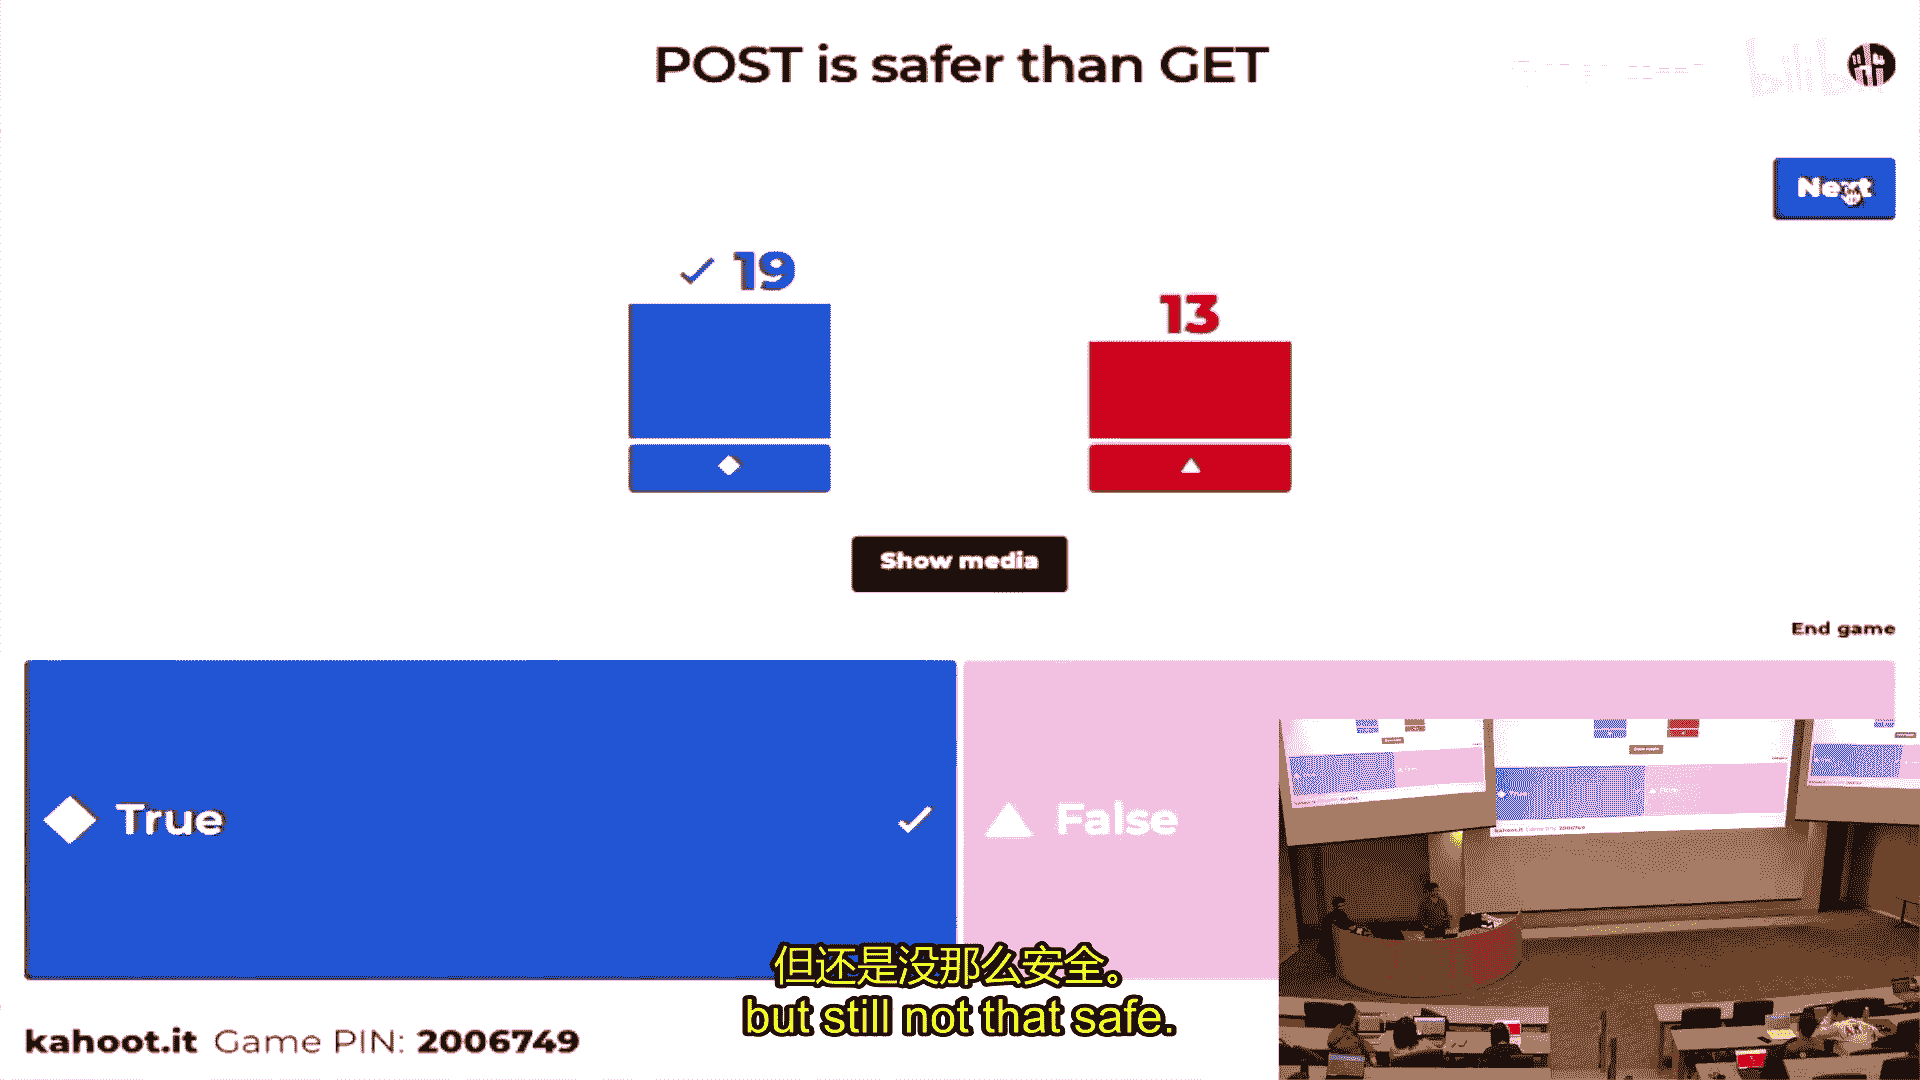 POST is safer than GET
bilibili
Next
19
13
Show media
End game
True
False
但还是没那么安全。
but still not that safe.
kahoot.it Game PIN: 2006749